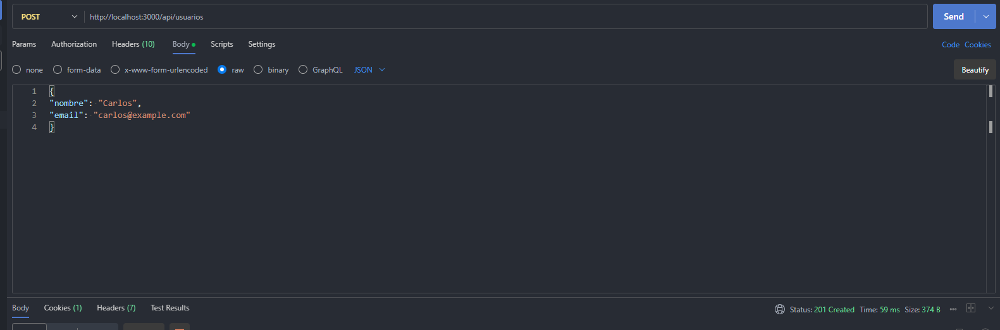 POST http://localhost:3000/api/usuarios Send
Params Authorization Headers (10) Body Scripts Settings Code Cookies
none form-data x-www-form-urlencoded raw binary GraphQL JSON Beautify
1 {
2 "nombre": "Carlos",
3 "email": "carlos@example.com"
4 }
Body Cookies (1) Headers (7) Test Results Status: 201 Created Time: 59 ms Size: 374 B